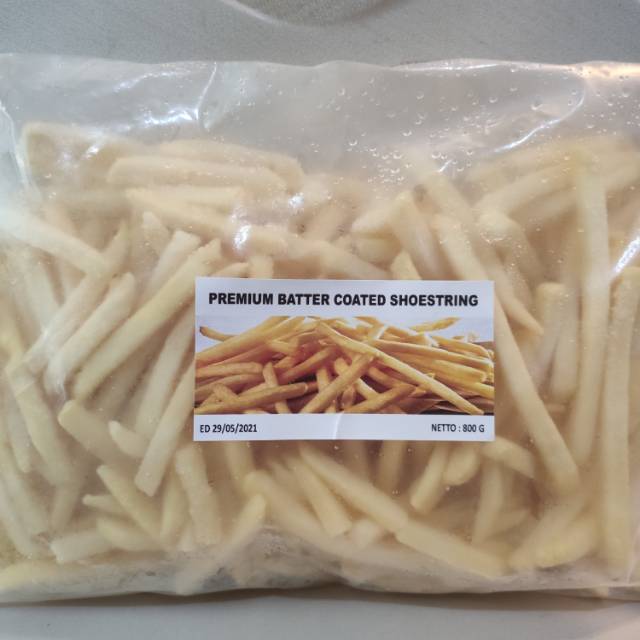 PREMIUM BATTER COATED SHOESTRING
ED 29/05/2021 NETTO : 800 G